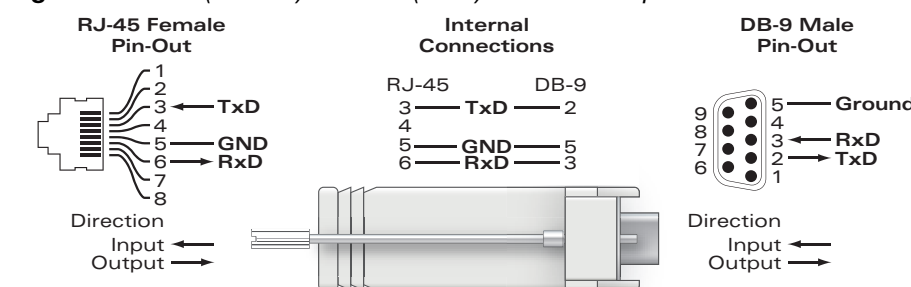 RJ-45 Female
Pin-Out
1
2
3 TxD
4
5 GND
6 RxD
7
8
Direction
Input
Output
Internal
Connections
RJ-45 DB-9
3 TxD 2
4
5 GND 5
6 RxD 3
DB-9 Male
Pin-Out
5 Ground
9
4
8
3 RxD
7
2 TxD
6
1
Direction
Input
Output